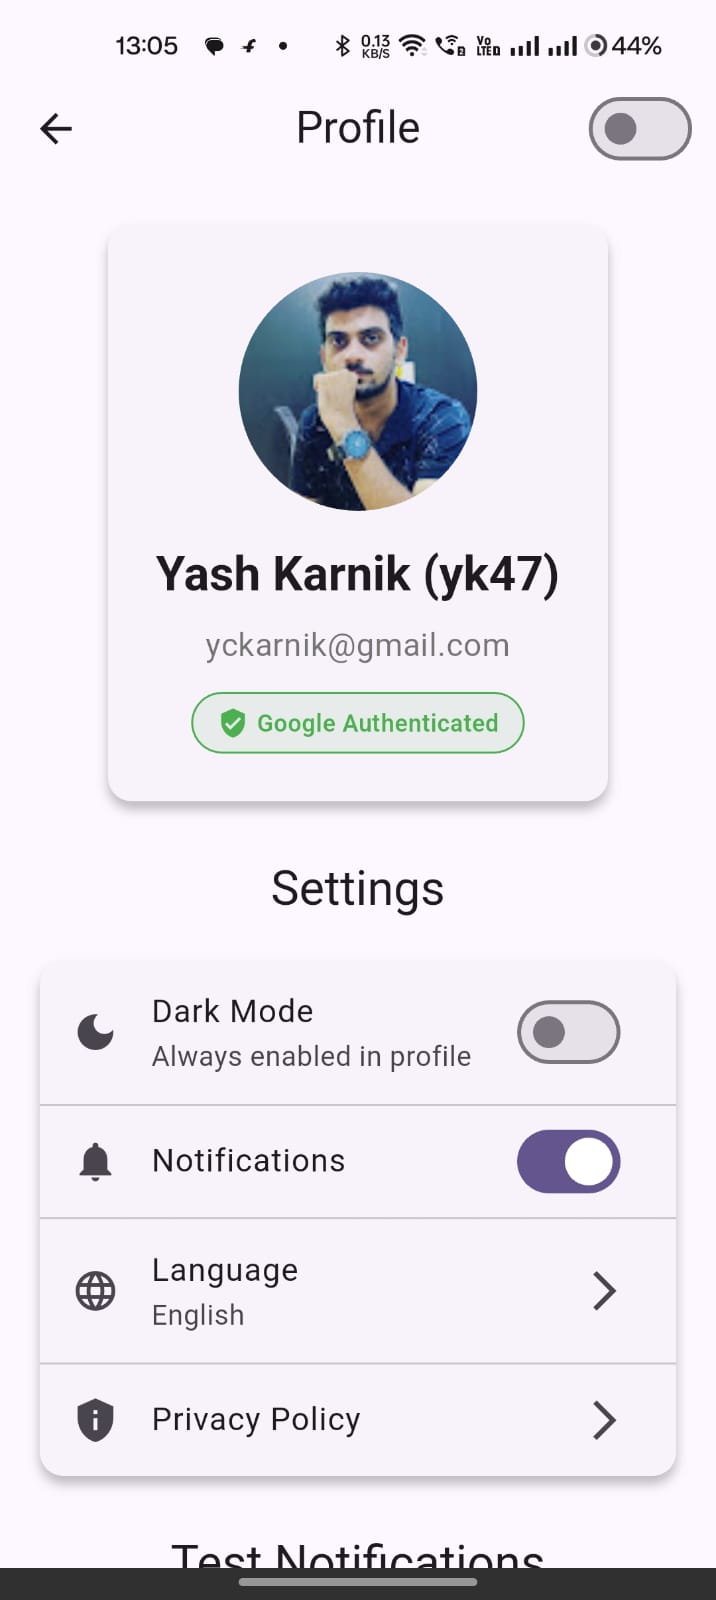 13:05 0.13 KB/S Vo LTE 44%
Profile
Yash Karnik (yk47)
yckarnik@gmail.com
Google Authenticated
Settings
Dark Mode
Always enabled in profile
Notifications
Language
English
Privacy Policy
Test Notifications